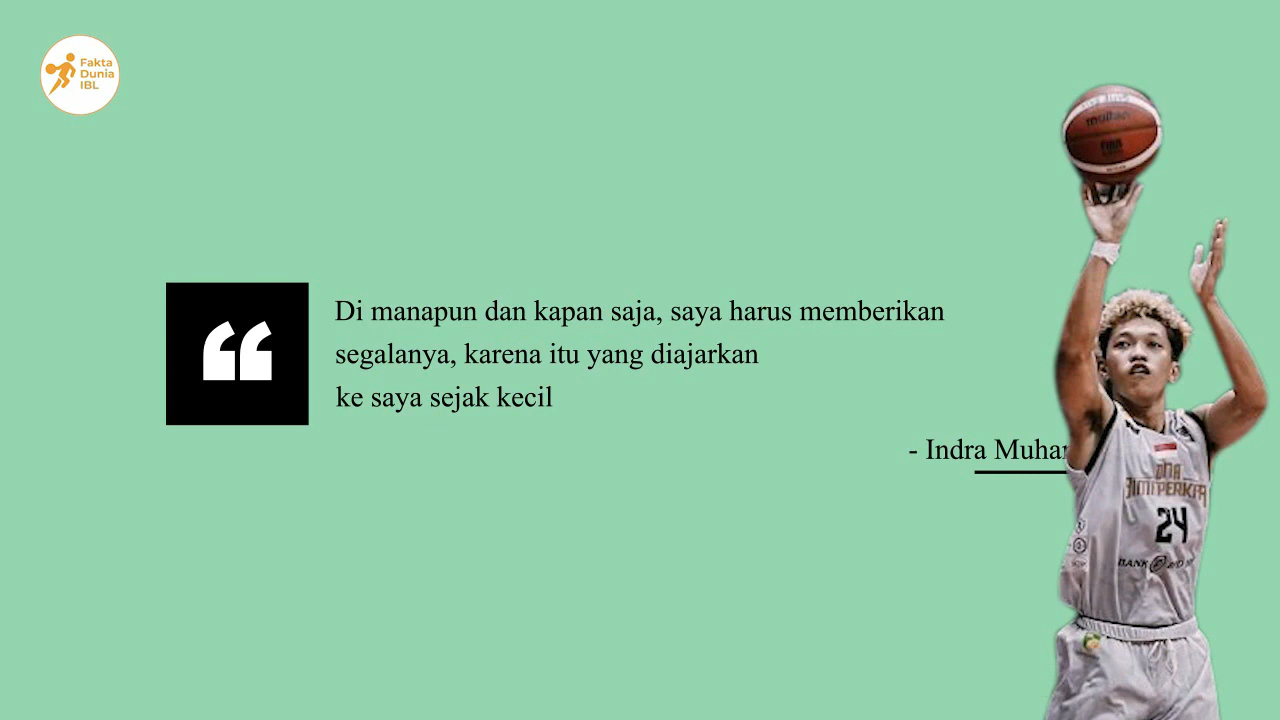 Fakta
Dunia
IBL
“
Di manapun dan kapan saja, saya harus memberikan
segalanya, karena itu yang diajarkan
ke saya sejak kecil
- Indra
24
BANK